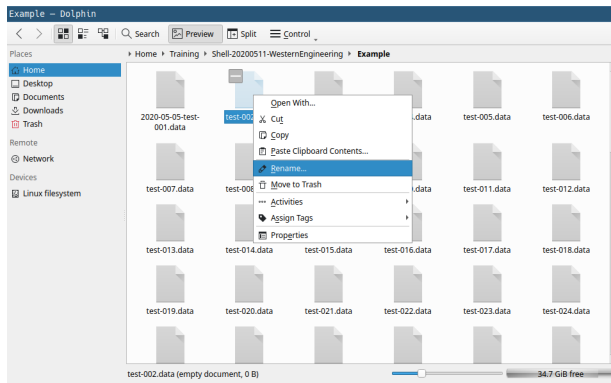 Example — Dolphin
Search Preview Split Control
Places
Home
Desktop
Documents
Downloads
Trash
Remote
Network
Devices
Linux filesystem
Home Training Shell-20200511-WesternEngineering Example
2020-05-05-test-
001.data
test-002
.data
test-005.data
test-006.data
Open With...
Cut
Copy
Paste Clipboard Contents...
Rename...
Move to Trash
Activities
Assign Tags
Properties
test-007.data
test-008
.data
test-011.data
test-012.data
test-013.data
test-014.data
test-015.data
test-016.data
test-017.data
test-018.data
test-019.data
test-020.data
test-021.data
test-022.data
test-023.data
test-024.data
test-002.data (empty document, 0 B)
34.7 GiB free